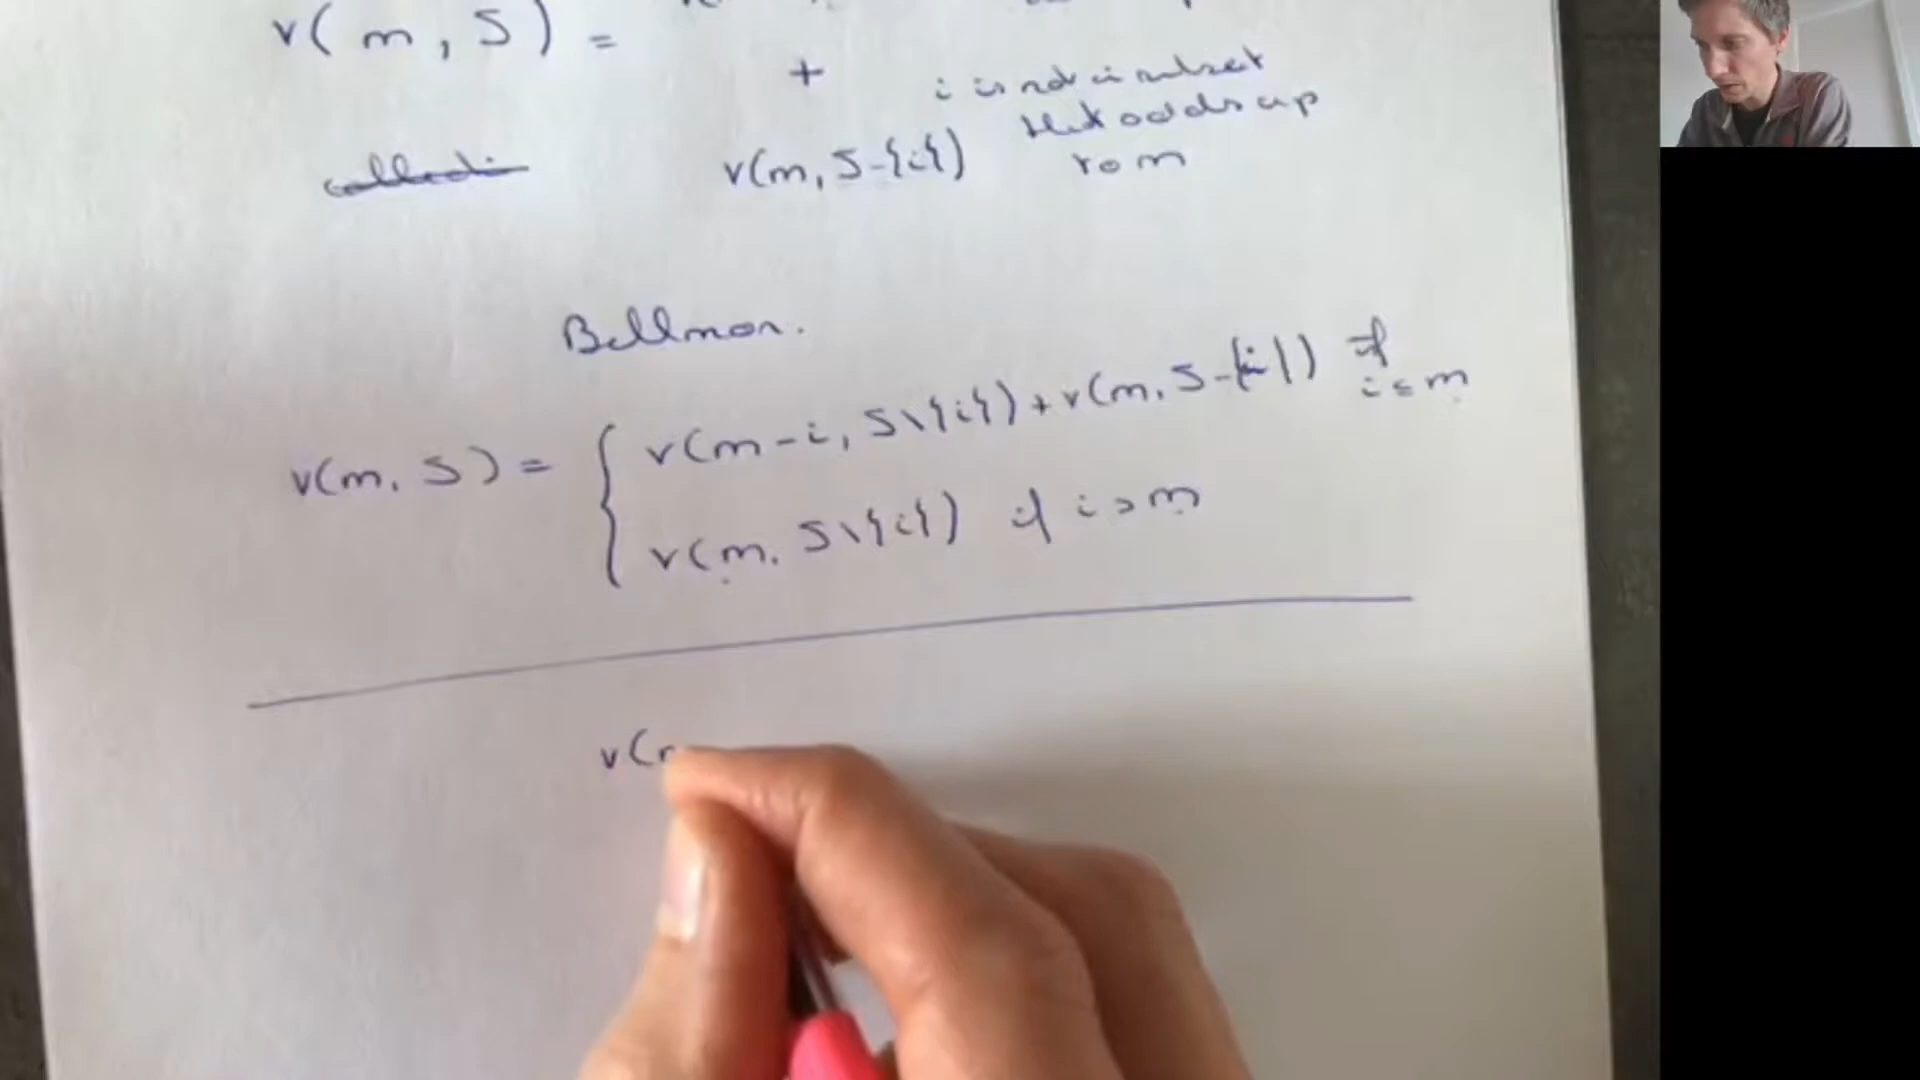 v(m, S) =
+ i is not in subset
that adds up
v(m, S-{i}) to m
Bellman.
v(m, S) = { v(m-i, S\{i}) + v(m, S-{i}) if
i ≤ m
v(m, S\{i}) if i > m
v(m